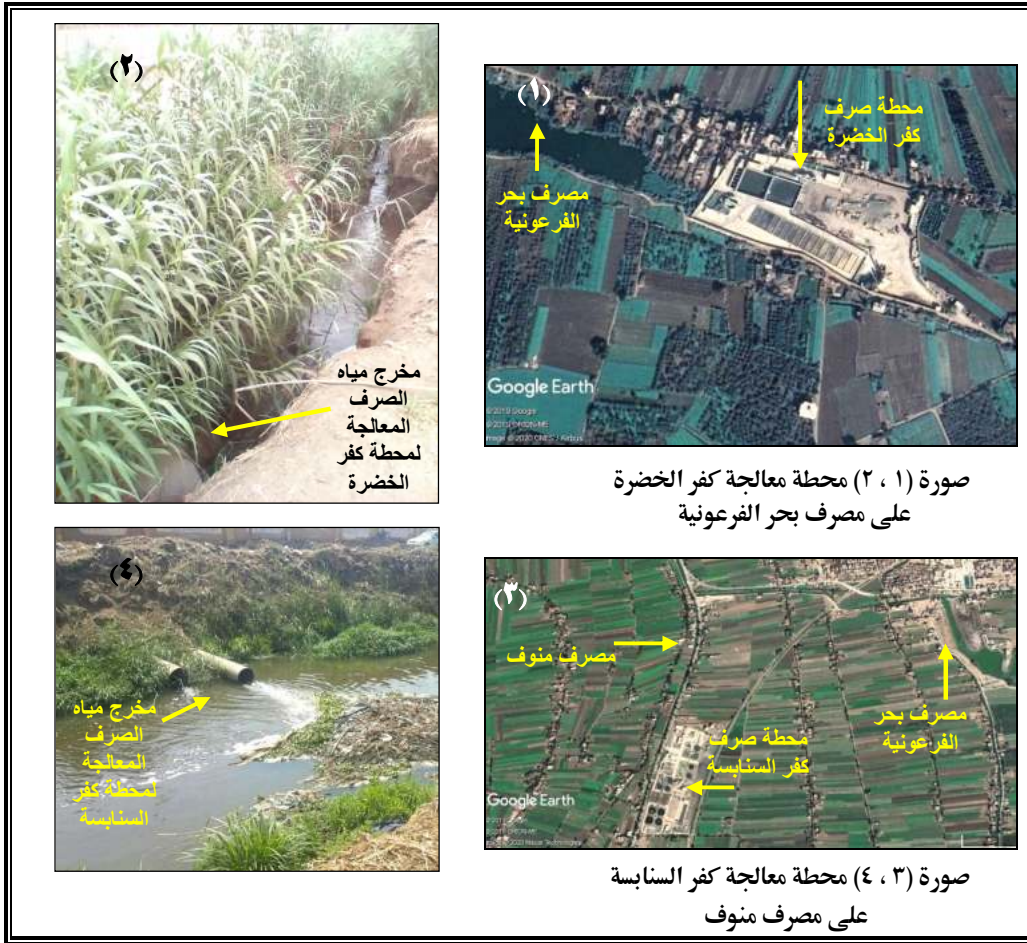 (١)
محطة صرف
كفر الخضرة
مصرف بحر
الفرعونية
Google Earth
صورة (١ ، ٢) محطة معالجة كفر الخضرة
على مصرف بحر الفرعونية
(٢)
مخرج مياه
الصرف
المعالجة
لمحطة كفر
الخضرة
(٣)
مصرف منوف
مصرف بحر
الفرعونية
محطة صرف
كفر السنابسة
Google Earth
صورة (٣ ، ٤) محطة معالجة كفر السنابسة
على مصرف منوف
(٤)
مخرج مياه
الصرف
المعالجة
لمحطة كفر
السنابسة